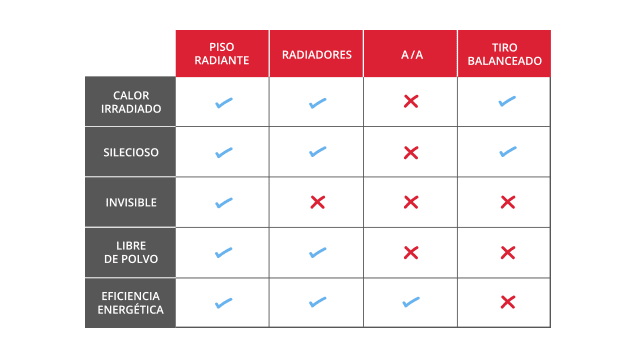 PISO
RADIANTE
RADIADORES
A/A
TIRO
BALANCEADO
CALOR
IRRADIADO
SILECIOSO
INVISIBLE
LIBRE
DE POLVO
EFICIENCIA
ENERGÉTICA